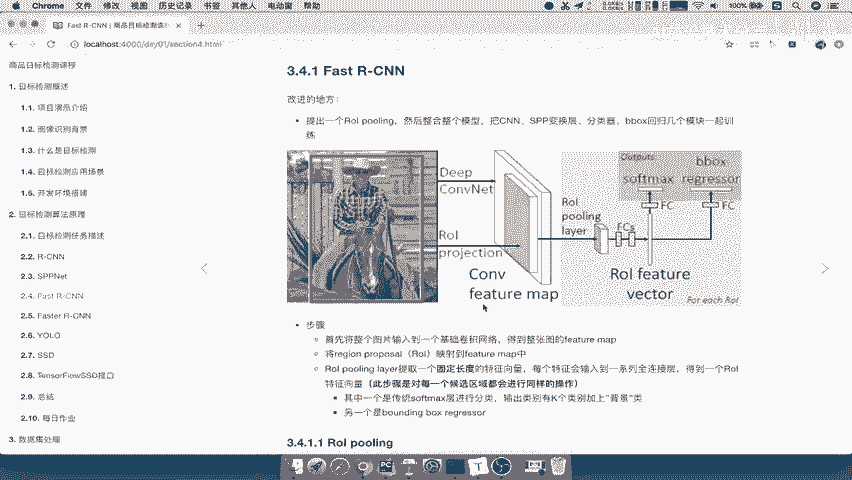 Chrome 文件 修改 视图 历史记录 书签 其他人 电动窗 帮助
100%
Fast R-CNN | 商品目标检测课
localhost:4000/day01/section4.html
商品目标检测课程
1. 目标检测概述
1.1. 项目演示介绍
1.2. 图像识别背景
1.3. 什么是目标检测
1.4. 目标检测应用场景
1.5. 开发环境搭建
2. 目标检测算法原理
2.1. 目标检测任务描述
2.2. R-CNN
2.3. SPPNet
2.4. Fast R-CNN
2.5. Faster R-CNN
2.6. YOLO
2.7. SSD
2.8. TensorFlowSSD接口
2.9. 总结
2.10. 每日作业
3. 数据集处理
3.4.1 Fast R-CNN
改进的地方：
提出一个RoI pooling，然后整合整个模型，把CNN、SPP变换层、分类器、bbox回归几个模块一起训
练
Deep
ConvNet
RoI
projection
Conv
feature map
RoI
pooling
layer
FCs
Outputs:
softmax
bbox
regressor
FC
FC
RoI feature
vector
For each RoI
步骤
首先将整个图片输入到一个基础卷积网络，得到整张图的feature map
将region proposal（RoI）映射到feature map中
RoI pooling layer提取一个固定长度的特征向量，每个特征会输入到一系列全连接层，得到一个RoI
特征向量（此步骤是对每一个候选区域都会进行同样的操作）
其中一个是传统softmax层进行分类，输出类别有K个类别加上"背景"类
另一个是bounding box regressor
3.4.1.1 RoI pooling